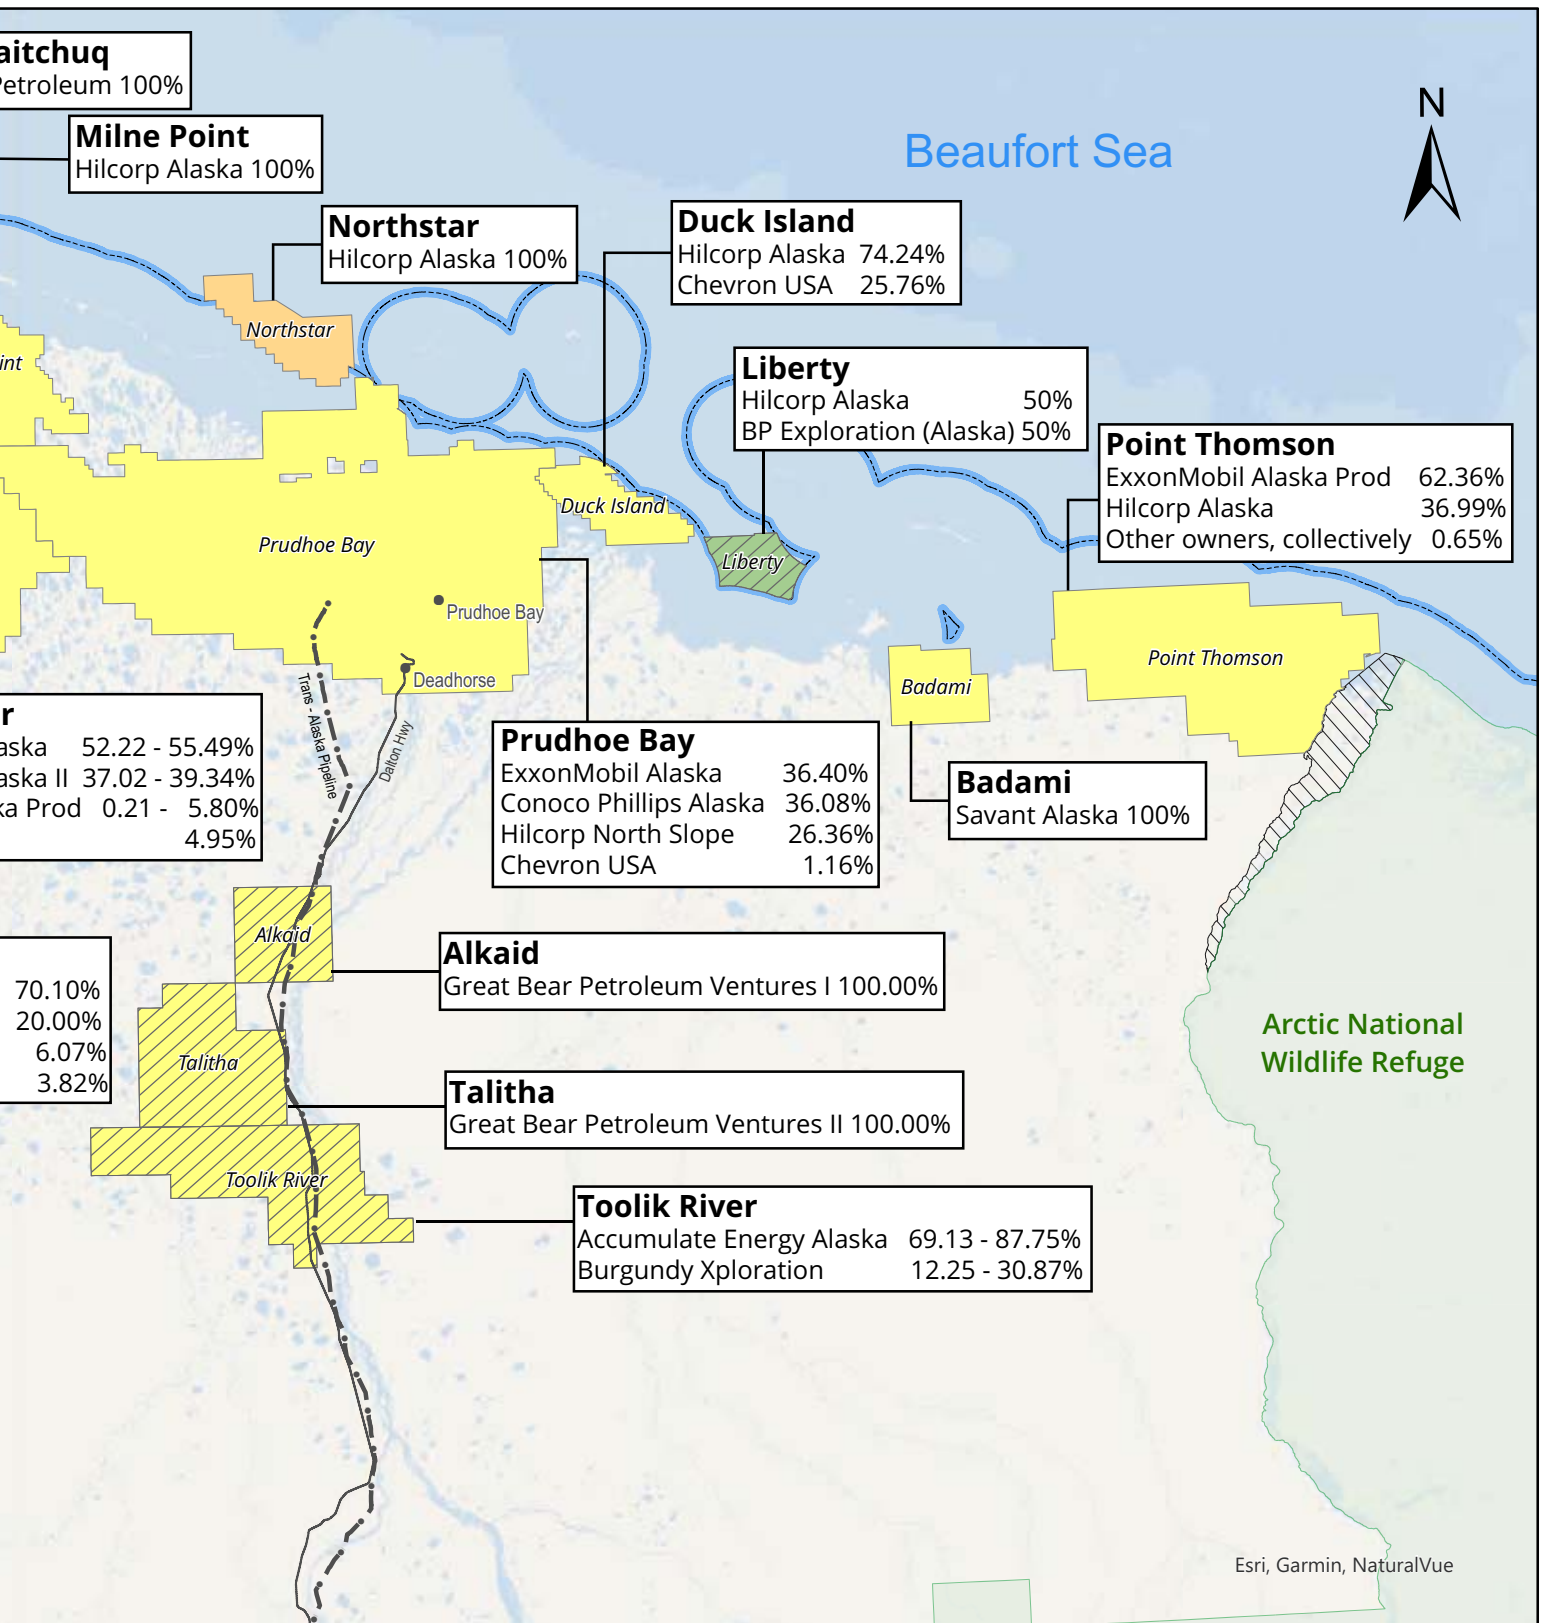 aitchuq
Petroleum 100%
Milne Point
Hilcorp Alaska 100%
Northstar
Hilcorp Alaska 100%
Duck Island
Hilcorp Alaska 74.24%
Chevron USA 25.76%
Beaufort Sea
N
Liberty
Hilcorp Alaska 50%
BP Exploration (Alaska) 50%
Point Thomson
ExxonMobil Alaska Prod 62.36%
Hilcorp Alaska 36.99%
Other owners, collectively 0.65%
Northstar
int
Duck Island
Prudhoe Bay
Liberty
Prudhoe Bay
Deadhorse
Point Thomson
Badami
Trans - Alaska Pipeline
Dalton Hwy
r
aska 52.22 - 55.49%
aska II 37.02 - 39.34%
ka Prod 0.21 - 5.80%
4.95%
Prudhoe Bay
ExxonMobil Alaska 36.40%
Conoco Phillips Alaska 36.08%
Hilcorp North Slope 26.36%
Chevron USA 1.16%
Badami
Savant Alaska 100%
Alkaid
Alkaid
Great Bear Petroleum Ventures I 100.00%
70.10%
20.00%
6.07%
3.82%
Talitha
Talitha
Great Bear Petroleum Ventures II 100.00%
Arctic National
Wildlife Refuge
Toolik River
Toolik River
Accumulate Energy Alaska 69.13 - 87.75%
Burgundy Xploration 12.25 - 30.87%
Esri, Garmin, NaturalVue